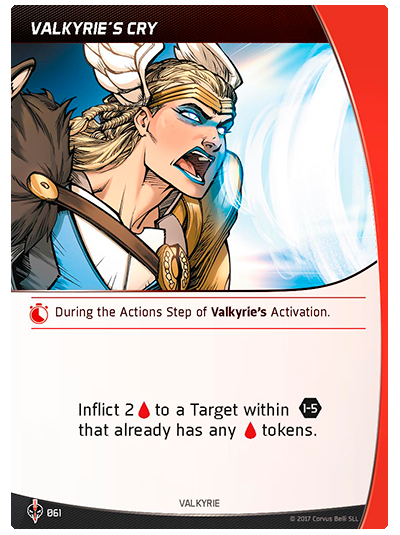 VALKYRIE'S CRY
During the Actions Step of Valkyrie's Activation.
Inflict 2 to a Target within 1-5
that already has any tokens.
VALKYRIE
061
© 2017 Corvus Belli SLL